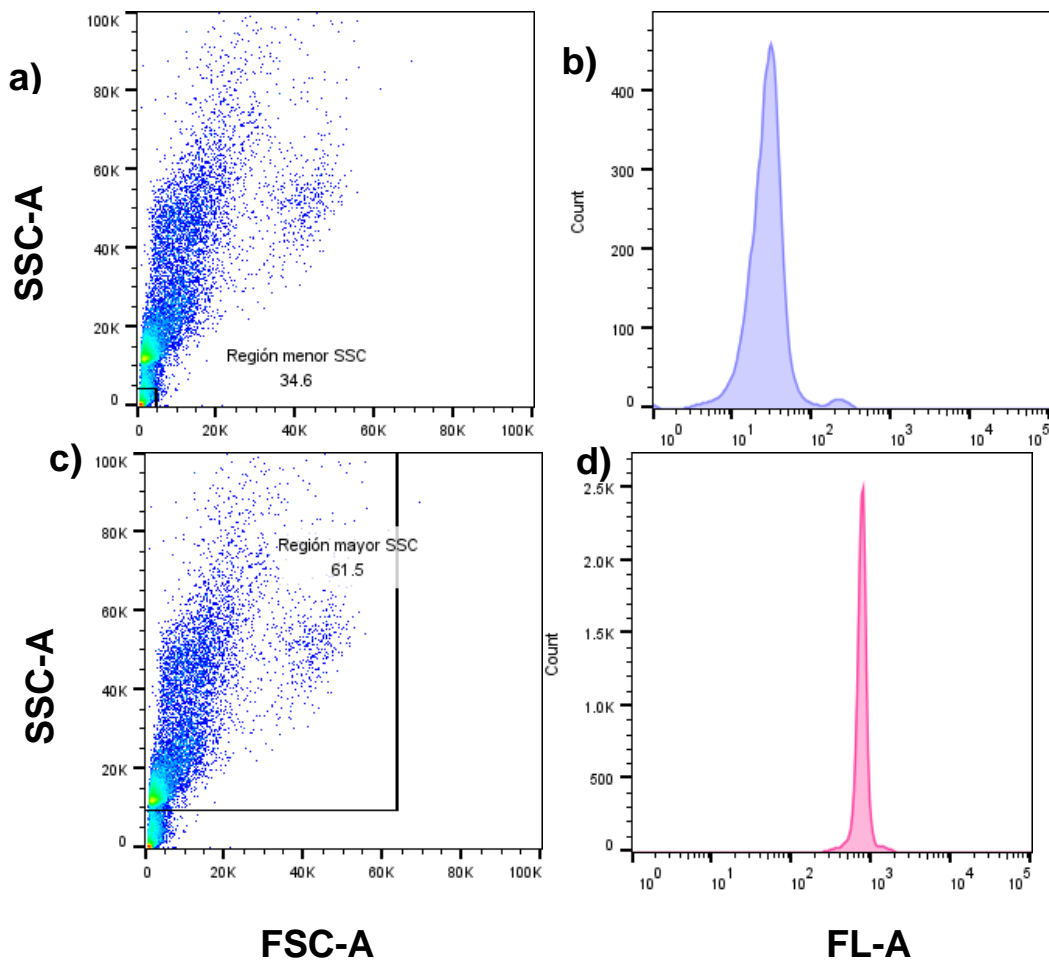 a)
SSC-A
100K
80K
60K
40K
20K
0
Región menor SSC
34.6
0 20K 40K 60K 80K 100K
b)
Count
400
300
200
100
0
10^0 10^1 10^2 10^3 10^4 10^5
c)
SSC-A
100K
80K
60K
40K
20K
0
Región mayor SSC
61.5
0 20K 40K 60K 80K 100K
FSC-A
d)
Count
2.5K
2.0K
1.5K
1.0K
500
0
10^0 10^1 10^2 10^3 10^4 10^5
FL-A